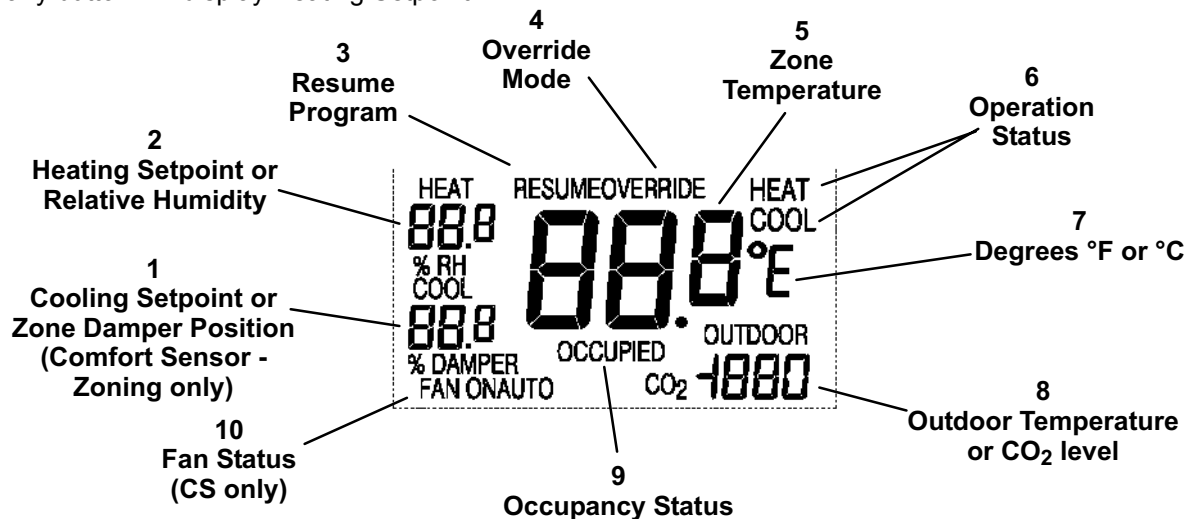 4
Override
Mode
5
Zone
Temperature
3
Resume
Program
6
Operation
Status
2
Heating Setpoint or
Relative Humidity
HEAT
RESUMEOVERRIDE
HEAT
COOL
88.8
888.8
°E
% RH
COOL
7
Degrees °F or °C
1
Cooling Setpoint or
Zone Damper Position
(Comfort Sensor -
Zoning only)
88.8
% DAMPER
FAN ONAUTO
OCCUPIED
OUTDOOR
CO2 -1880
10
Fan Status
(CS only)
9
Occupancy Status
8
Outdoor Temperature
or CO2 level